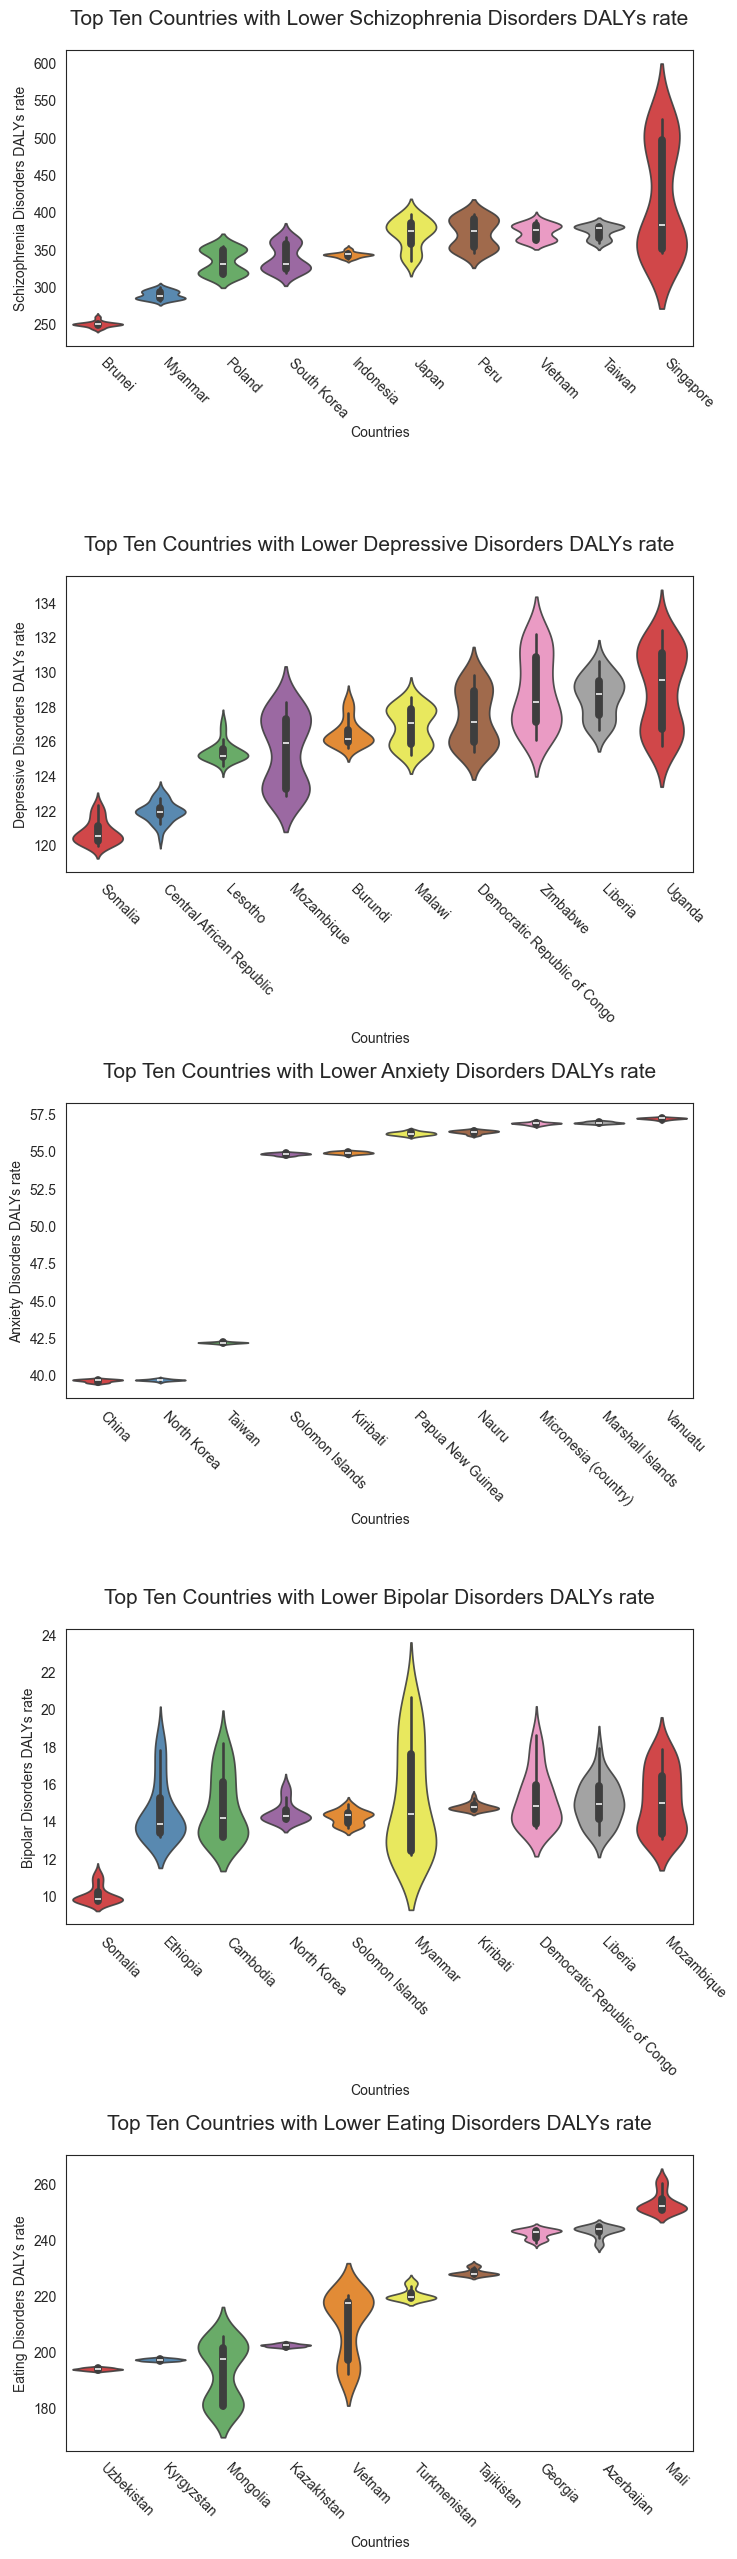 Top Ten Countries with Lower Schizophrenia Disorders DALYs rate
Schizophrenia Disorders DALYs rate
600
550
500
450
400
350
300
250
Brunei
Myanmar
Poland
South Korea
Indonesia
Japan
Peru
Vietnam
Taiwan
Singapore
Countries
Top Ten Countries with Lower Depressive Disorders DALYs rate
Depressive Disorders DALYs rate
134
132
130
128
126
124
122
120
Somalia
Central African Republic
Lesotho
Mozambique
Burundi
Malawi
Democratic Republic of Congo
Zimbabwe
Liberia
Uganda
Countries
Top Ten Countries with Lower Anxiety Disorders DALYs rate
Anxiety Disorders DALYs rate
57.5
55.0
52.5
50.0
47.5
45.0
42.5
40.0
China
North Korea
Taiwan
Solomon Islands
Kiribati
Papua New Guinea
Nauru
Micronesia (country)
Marshall Islands
Vanuatu
Countries
Top Ten Countries with Lower Bipolar Disorders DALYs rate
Bipolar Disorders DALYs rate
24
22
20
18
16
14
12
10
Somalia
Ethiopia
Cambodia
North Korea
Solomon Islands
Myanmar
Kiribati
Democratic Republic of Congo
Liberia
Mozambique
Countries
Top Ten Countries with Lower Eating Disorders DALYs rate
Eating Disorders DALYs rate
260
240
220
200
180
Uzbekistan
Kyrgyzstan
Mongolia
Kazakhstan
Vietnam
Turkmenistan
Tajikistan
Georgia
Azerbaijan
Mali
Countries